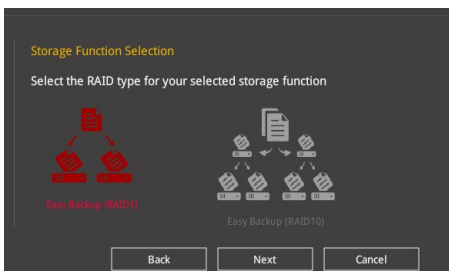 Storage Function Selection
Select the RAID type for your selected storage function
Easy Backup (RAID1)
Easy Backup (RAID10)
Back
Next
Cancel